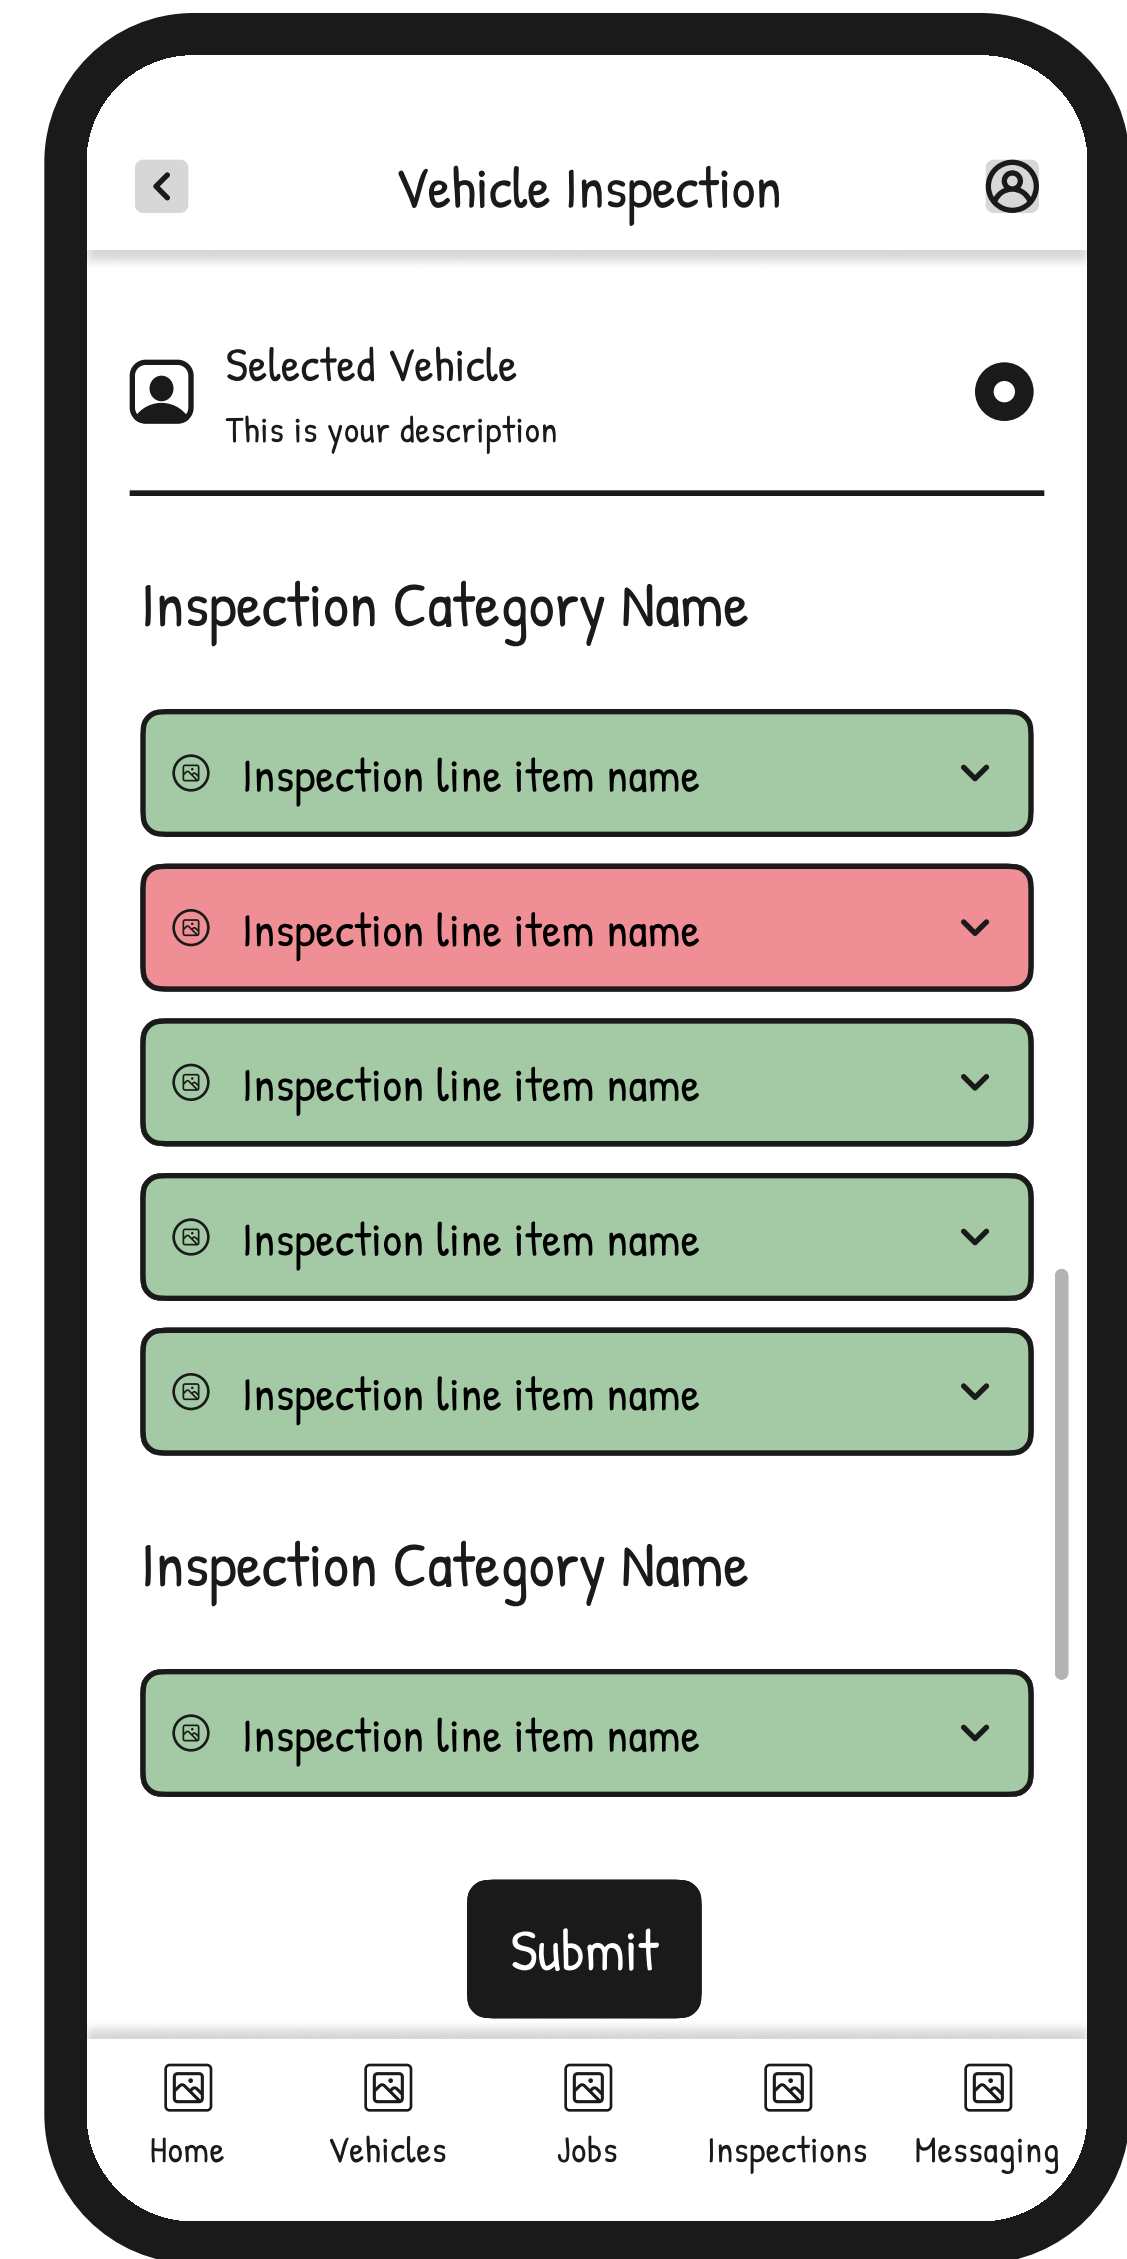 Vehicle Inspection
Selected Vehicle
This is your description
Inspection Category Name
Inspection line item name
Inspection line item name
Inspection line item name
Inspection line item name
Inspection line item name
Inspection Category Name
Inspection line item name
Submit
Home Vehicles Jobs Inspections Messaging